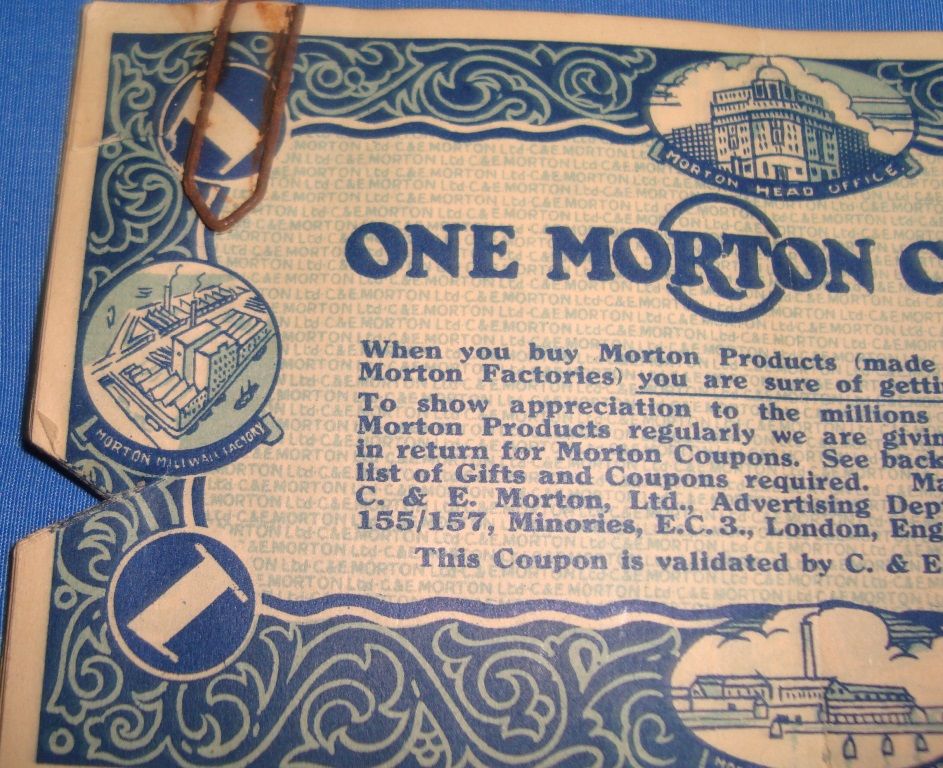 1
MORTON HEAD OFFICE.
ONE MORTON C
MORTON MILLWALL FACTORY
When you buy Morton Products (made
Morton Factories) you are sure of getti
To show appreciation to the millions
Morton Products regularly we are givin
in return for Morton Coupons. See back
list of Gifts and Coupons required. Ma
C. & E. Morton, Ltd., Advertising Dep
155/157, Minories, E.C.3., London, Eng
This Coupon is validated by C. & E
1